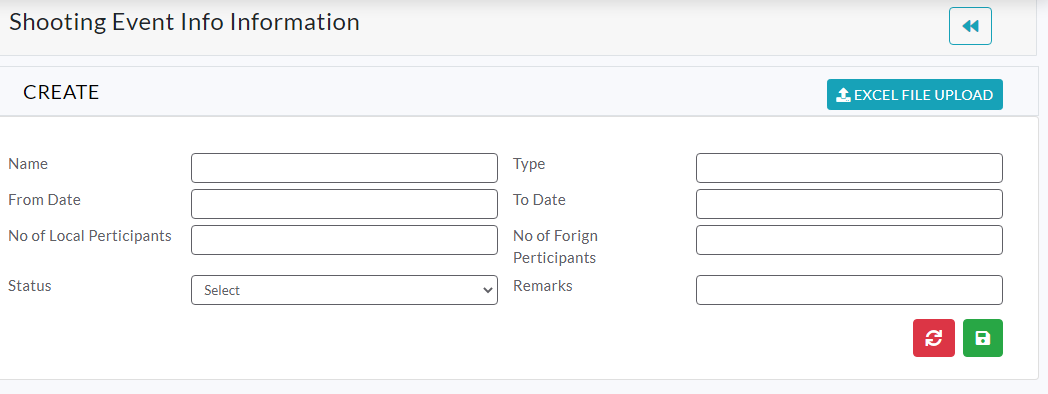 Shooting Event Info Information
CREATE
EXCEL FILE UPLOAD
Name
Type
From Date
To Date
No of Local Perticipants
No of Forign
Perticipants
Status
Select
Remarks